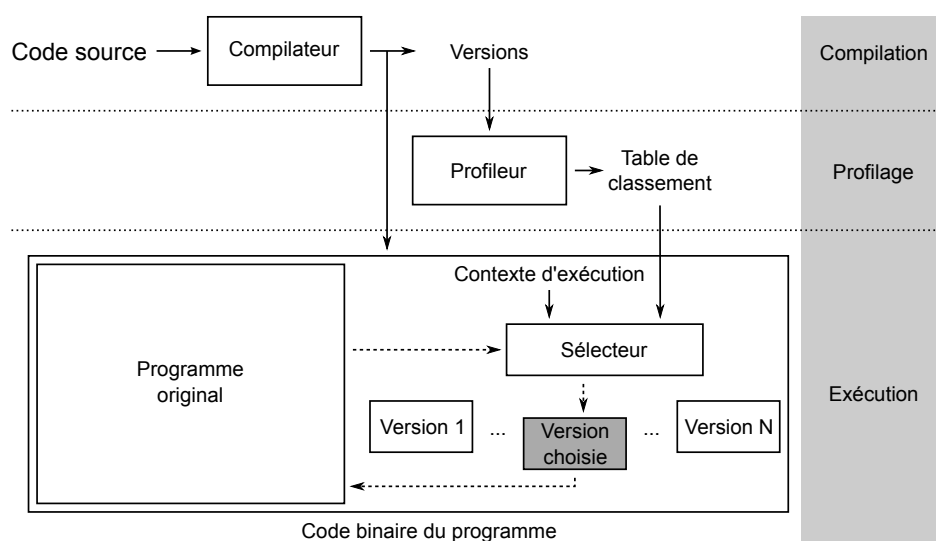 Code source
Compilateur
Versions
Compilation
Profileur
Table de
classement
Profilage
Contexte d'exécution
Sélecteur
Programme
original
Exécution
Version 1
...
Version
choisie
...
Version N
Code binaire du programme